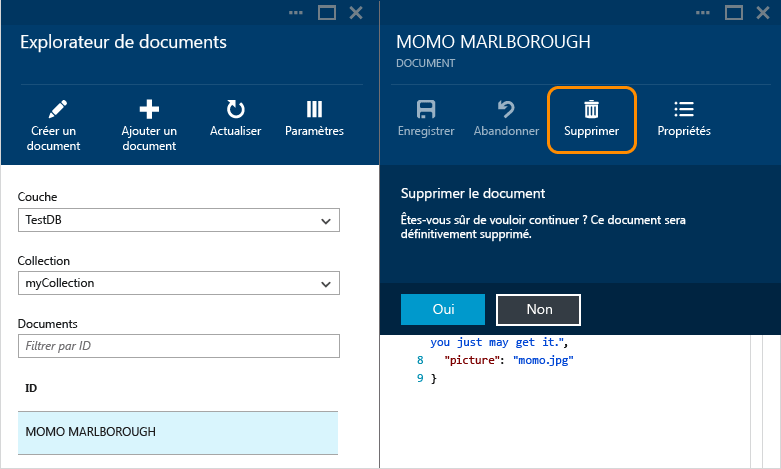 Explorateur de documents
Créer un
document
Ajouter un
document
Actualiser
Paramètres
Couche
TestDB
Collection
myCollection
Documents
Filtrer par ID
ID
MOMO MARLBOROUGH
MOMO MARLBOROUGH
DOCUMENT
Enregistrer
Abandonner
Supprimer
Propriétés
Supprimer le document
Êtes-vous sûr de vouloir continuer ? Ce document sera
définitivement supprimé.
Oui
Non
you just may get it.",
8 "picture": "momo.jpg"
9 }